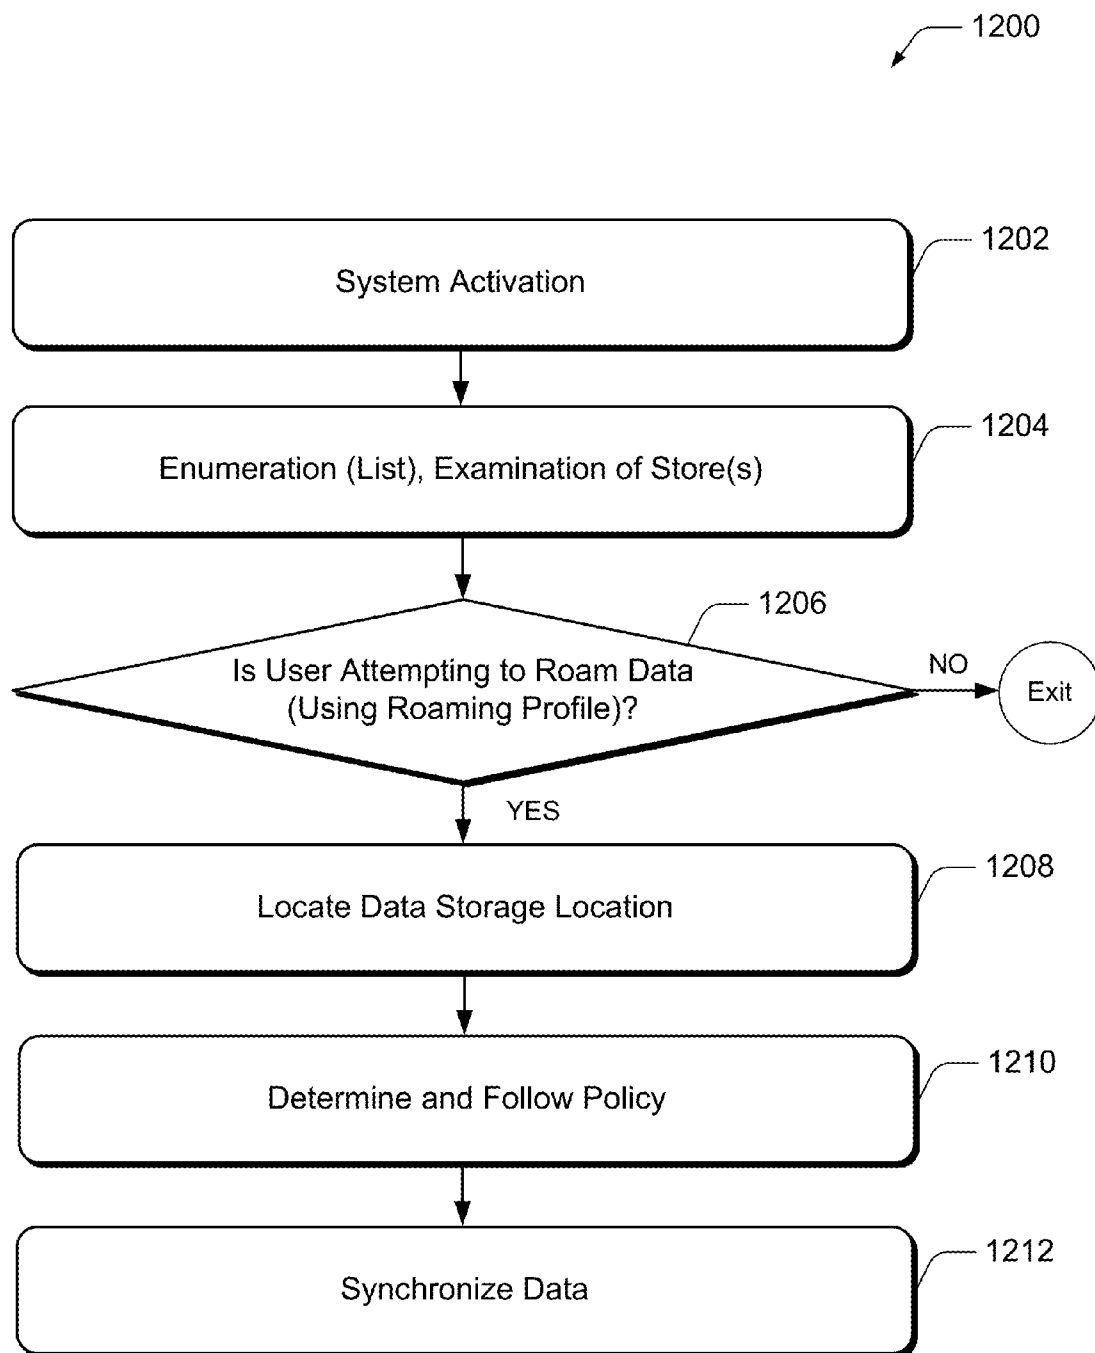 1200
System Activation
1202
Enumeration (List), Examination of Store(s)
1204
1206
Is User Attempting to Roam Data
(Using Roaming Profile)?
NO
Exit
YES
Locate Data Storage Location
1208
Determine and Follow Policy
1210
Synchronize Data
1212